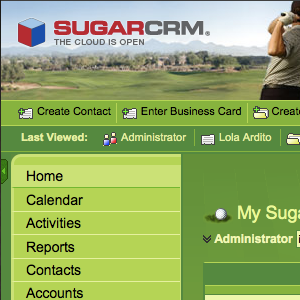 SUGARCRM®
THE CLOUD IS OPEN
Create Contact Enter Business Card Create
Last Viewed: Administrator Lola Ardito
Home
Calendar
Activities
Reports
Contacts
Accounts
My Suga
Administrator